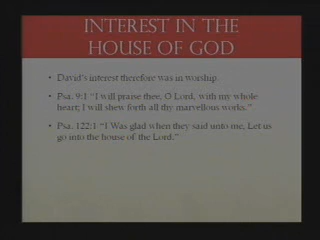 INTEREST IN THE
HOUSE OF GOD
• David's interest therefore was in worship.
• Psa. 9:1 "I will praise thee, O Lord, with my whole
heart; I will shew forth all thy marvellous works."
• Psa. 122:1 "I Was glad when they said unto me, Let us
go into the house of the Lord."